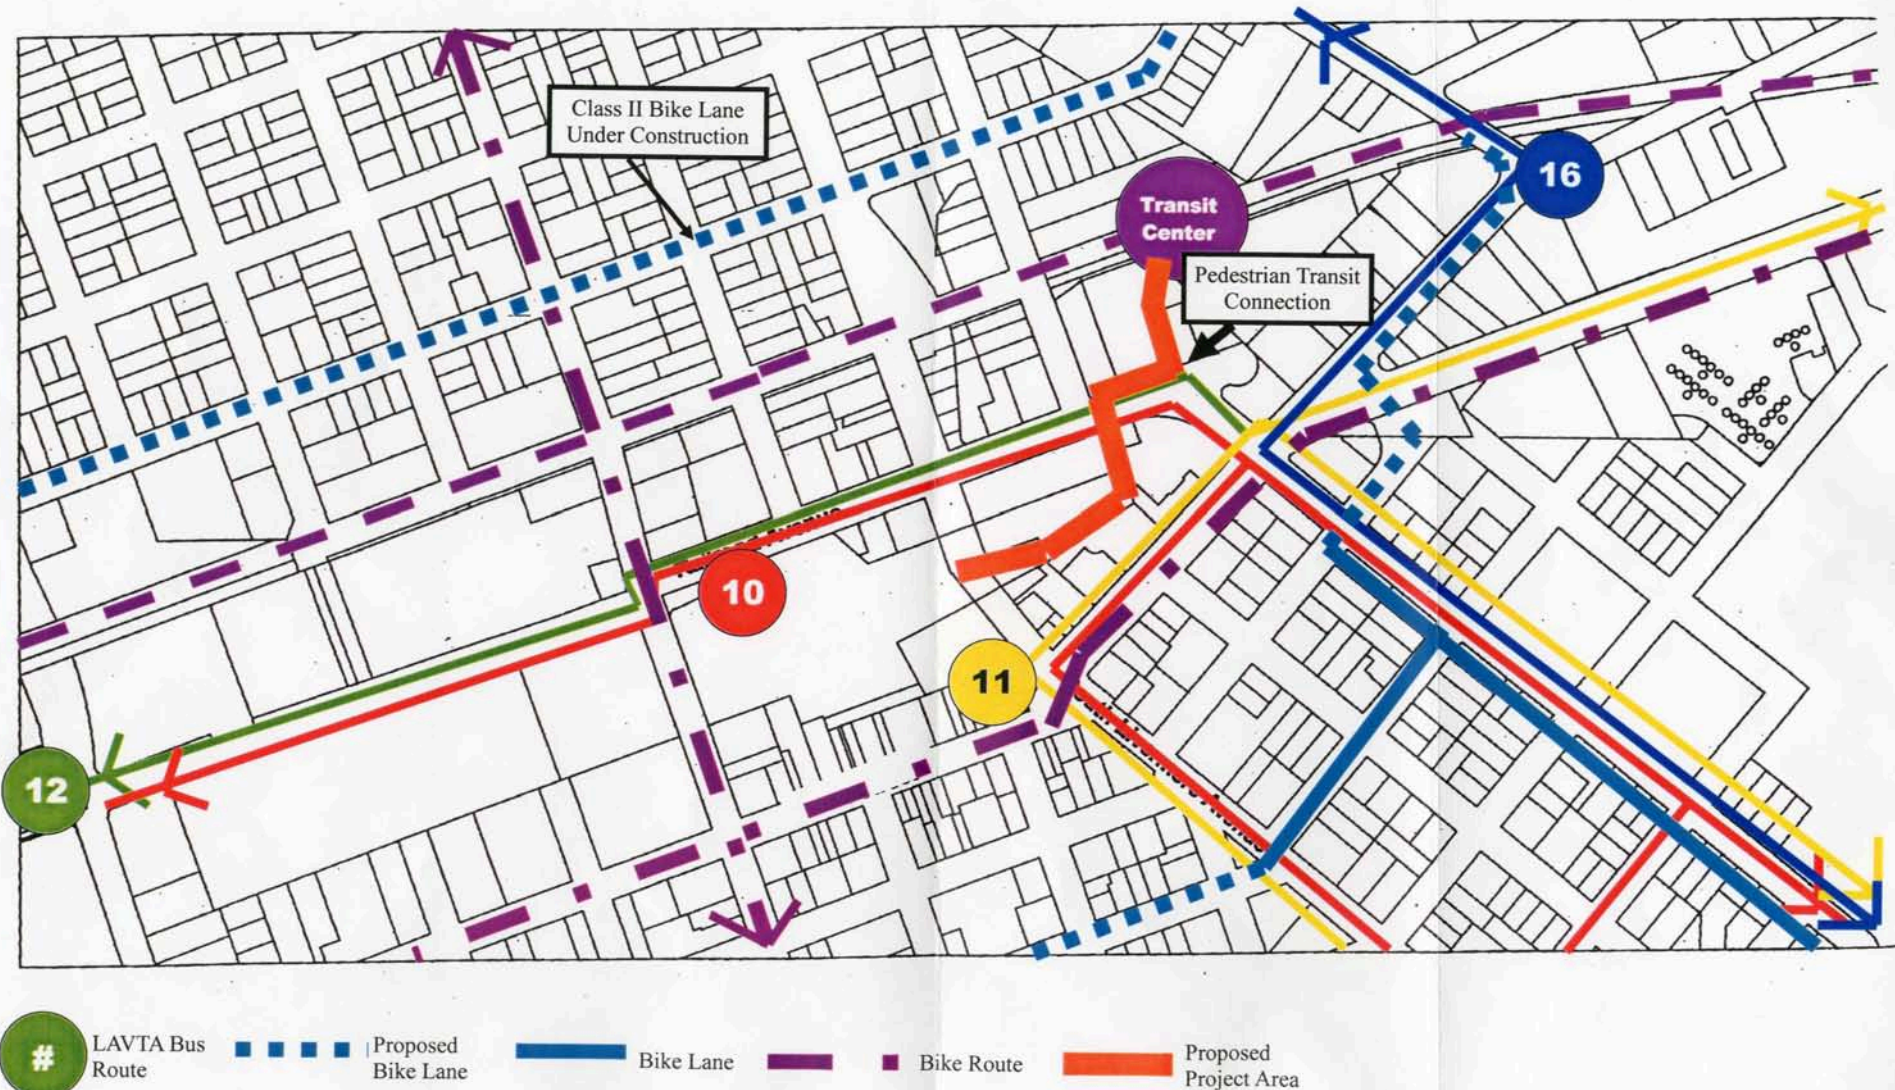 Class II Bike Lane
Under Construction
16
Transit
Center
Pedestrian Transit
Connection
10
11
12
#
LAVTA Bus
Route
Proposed
Bike Lane
Bike Lane
Bike Route
Proposed
Project Area